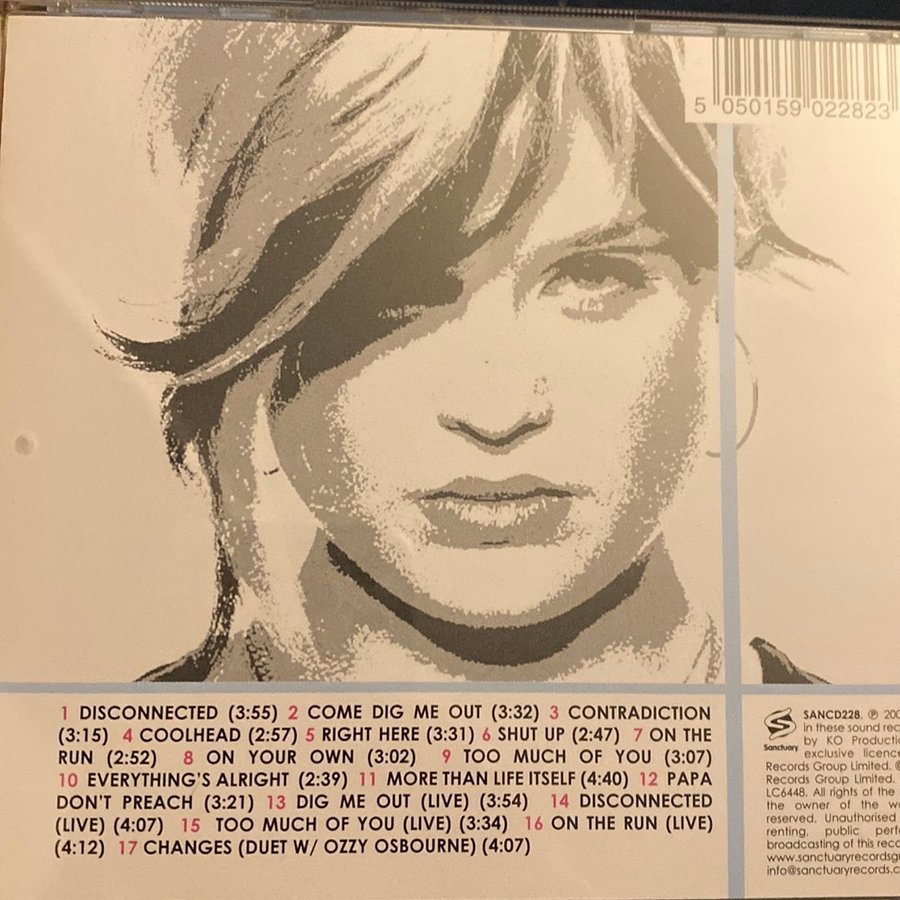 5 050159 022823
1 DISCONNECTED (3:55) 2 COME DIG ME OUT (3:32) 3 CONTRADICTION
(3:15) 4 COOLHEAD (2:57) 5 RIGHT HERE (3:31) 6 SHUT UP (2:47) 7 ON THE
RUN (2:52) 8 ON YOUR OWN (3:02) 9 TOO MUCH OF YOU (3:07)
10 EVERYTHING'S ALRIGHT (2:39) 11 MORE THAN LIFE ITSELF (4:40) 12 PAPA
DON'T PREACH (3:21) 13 DIG ME OUT (LIVE) (3:54) 14 DISCONNECTED
(LIVE) (4:07) 15 TOO MUCH OF YOU (LIVE) (3:34) 16 ON THE RUN (LIVE)
(4:12) 17 CHANGES (DUET W/ OZZY OSBOURNE) (4:07)
Sanctuary
SANCD228. ℗ 200
in these sound rec
by KO Productio
exclusive licence
Records Group Limited. ©
Records Group Limited.
LC6448. All rights of the
the owner of the wo
reserved. Unauthorised
renting, public perf
broadcasting of this reco
www.sanctuaryrecordsgr
info@sanctuaryrecords.c